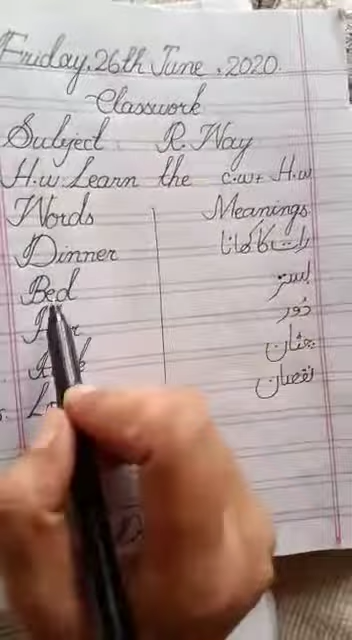 Friday, 26th June, 2020.
Classwork
Subject R. Way
H.w: Learn the c.w + H.w
Words Meanings
Dinner رات کا کھانا
Bed بستر
دور
چٹان
نقصان